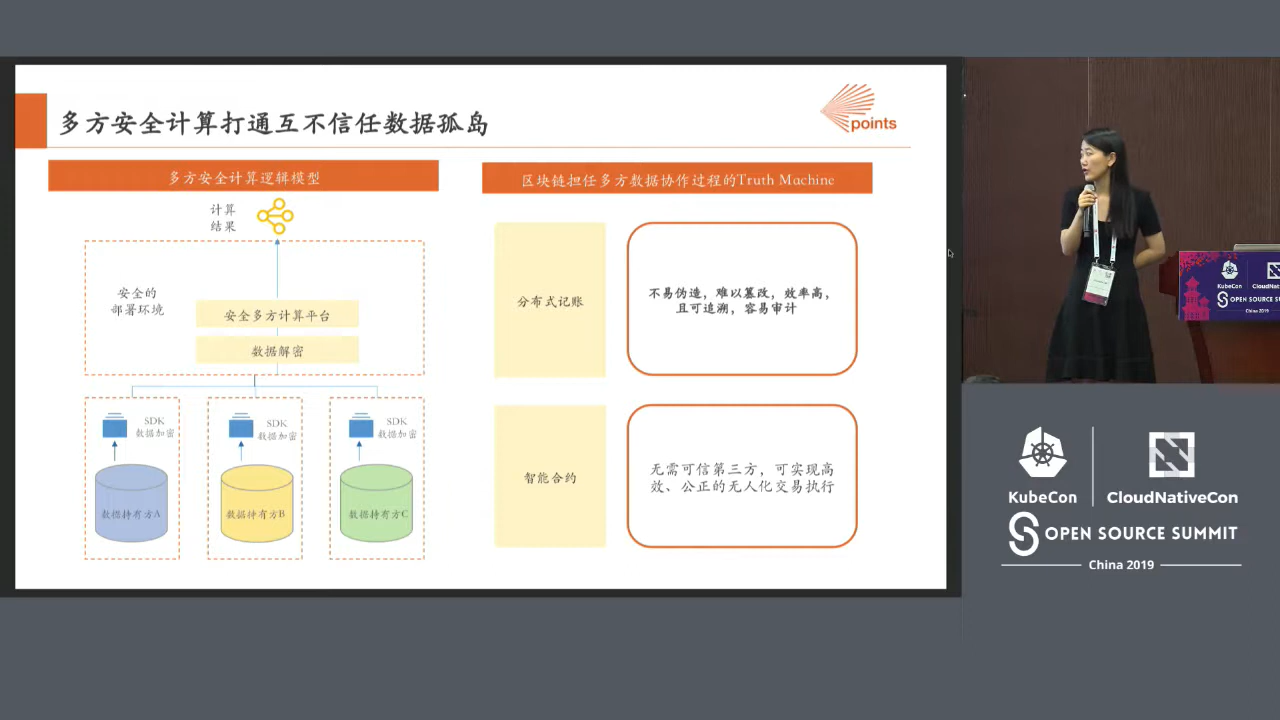 多方安全计算打通互不信任数据孤岛
points
多方安全计算逻辑模型
计算
结果
安全的
部署环境
安全多方计算平台
数据解密
SDK
数据加密
SDK
数据加密
SDK
数据加密
数据持有方A
数据持有方B
数据持有方C
区块链担任多方数据协作过程的Truth Machine
分布式记账
不易伪造，难以篡改，效率高，
且可追溯，容易审计
智能合约
无需可信第三方，可实现高
效、公正的无人化交易执行
KubeCon
CloudNativeCon
OPEN SOURCE SUMMIT
China 2019
KubeCon
OPEN SOURCE
China 2019